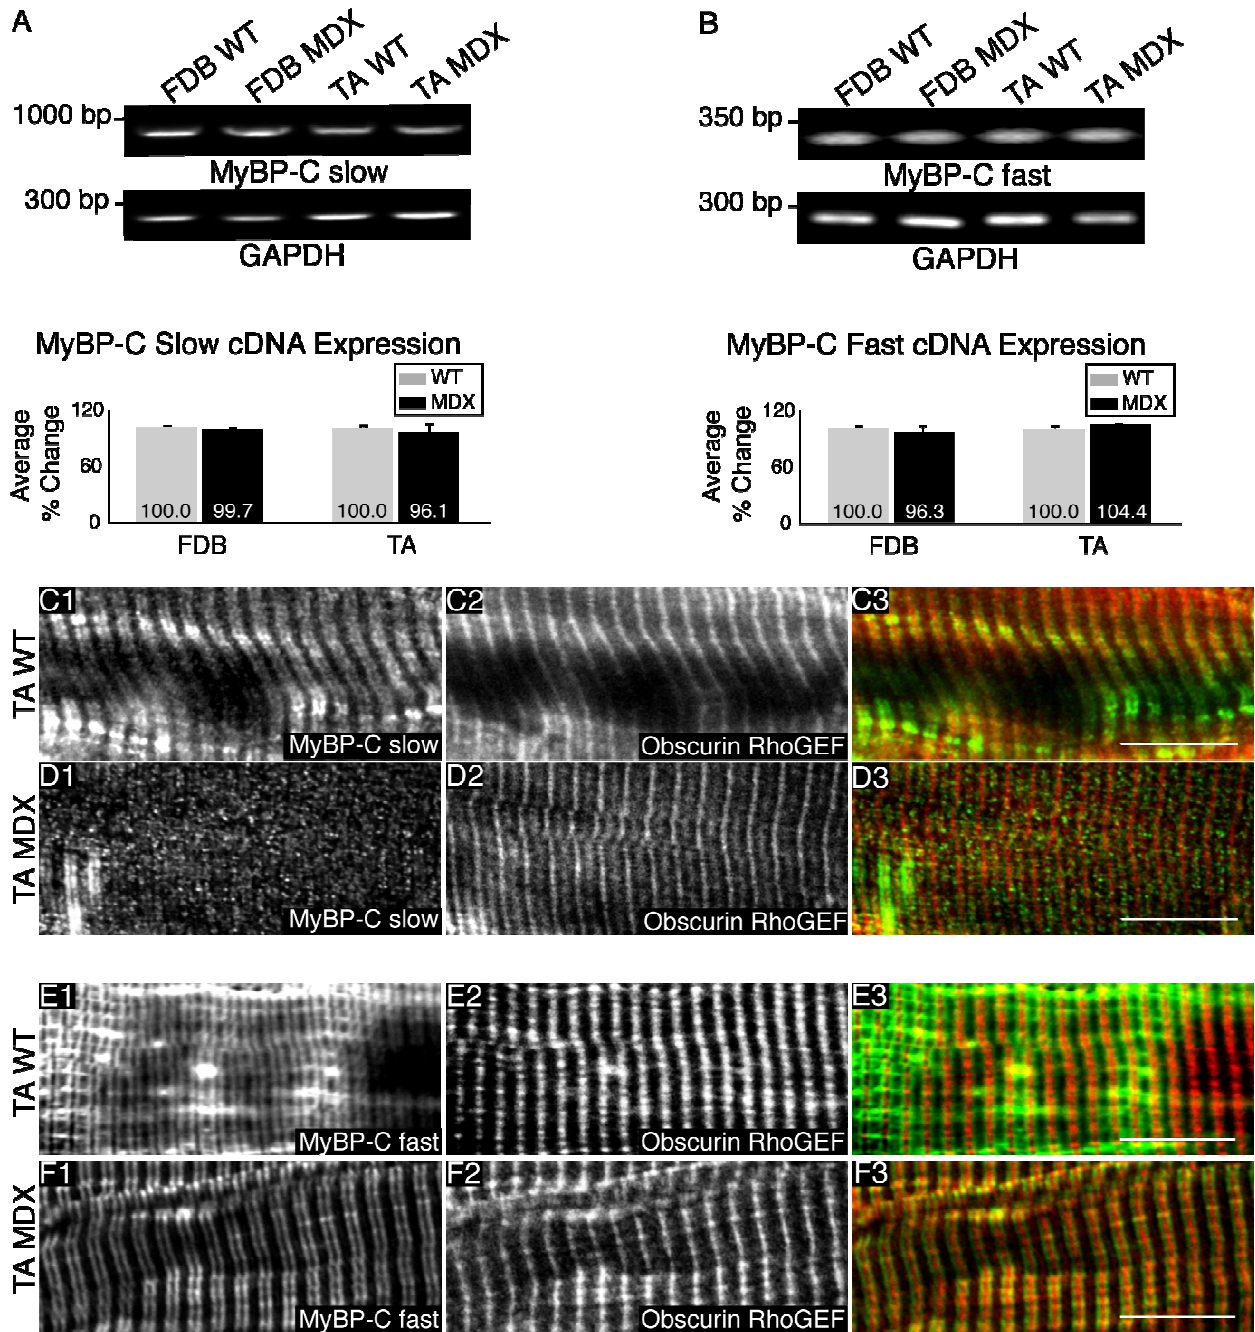 A
FDB WT
FDB MDX
TA WT
TA MDX
1000 bp
MyBP-C slow
300 bp
GAPDH
B
FDB WT
FDB MDX
TA WT
TA MDX
350 bp
MyBP-C fast
300 bp
GAPDH
MyBP-C Slow cDNA Expression
WT
MDX
Average
% Change
120
60
0
100.0
99.7
100.0
96.1
FDB
TA
MyBP-C Fast cDNA Expression
WT
MDX
Average
% Change
120
60
0
100.0
96.3
100.0
104.4
FDB
TA
TA WT
C1
MyBP-C slow
C2
Obscurin RhoGEF
C3
TA MDX
D1
MyBP-C slow
D2
Obscurin RhoGEF
D3
TA WT
E1
MyBP-C fast
E2
Obscurin RhoGEF
E3
TA MDX
F1
MyBP-C fast
F2
Obscurin RhoGEF
F3